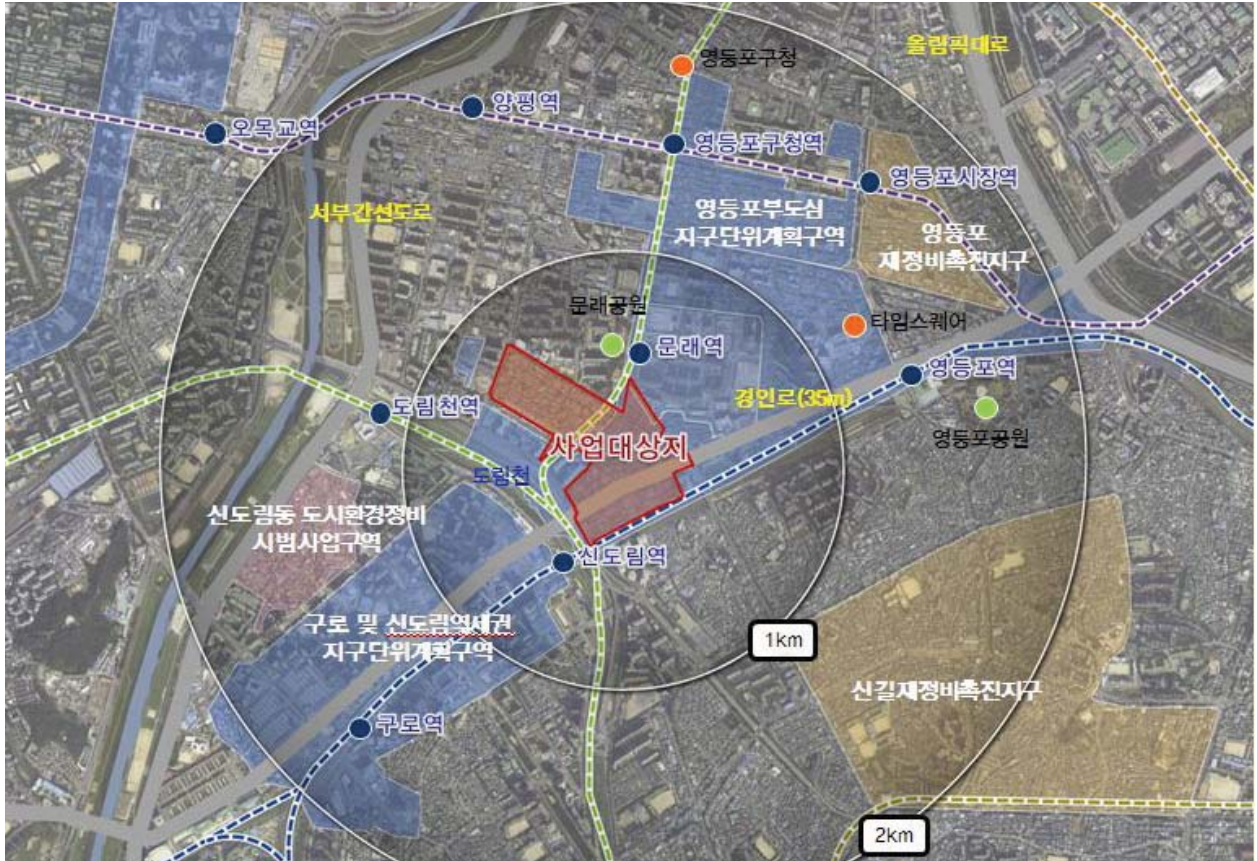 올림픽대로
영등포구청
양평역
오목교역
영등포구청역
영등포시장역
서부간선도로
영등포부도심
지구단위계획구역
영등포
재정비촉진지구
문래공원
타임스퀘어
문래역
영등포역
경인로(35m)
도림천역
영등포공원
사업대상지
도림천
신도림동 도시환경정비
시범사업구역
신도림역
구로 및 신도림역세권
지구단위계획구역
1km
신길재정비촉진지구
구로역
2km